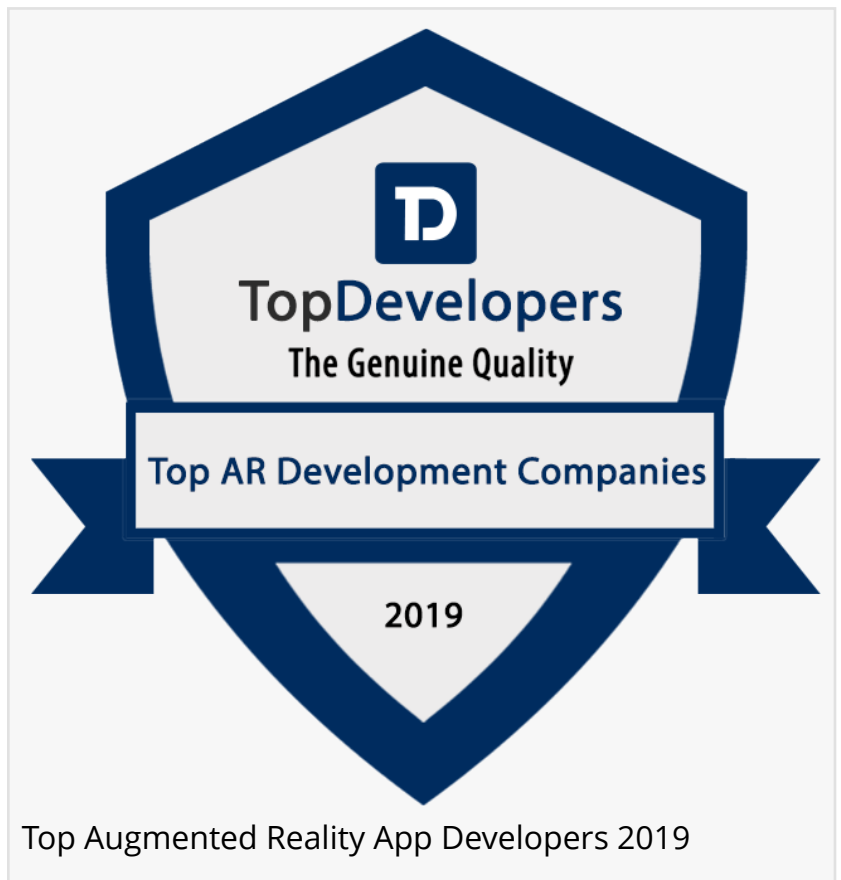 TD
TopDevelopers
The Genuine Quality
Top AR Development Companies
2019
Top Augmented Reality App Developers 2019